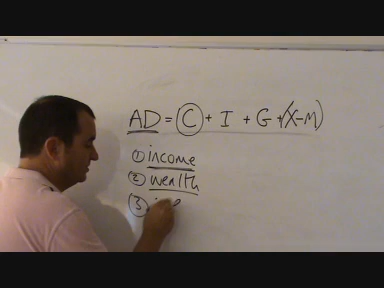 AD = C + I + G + (X-M)
① income
② wealth
③